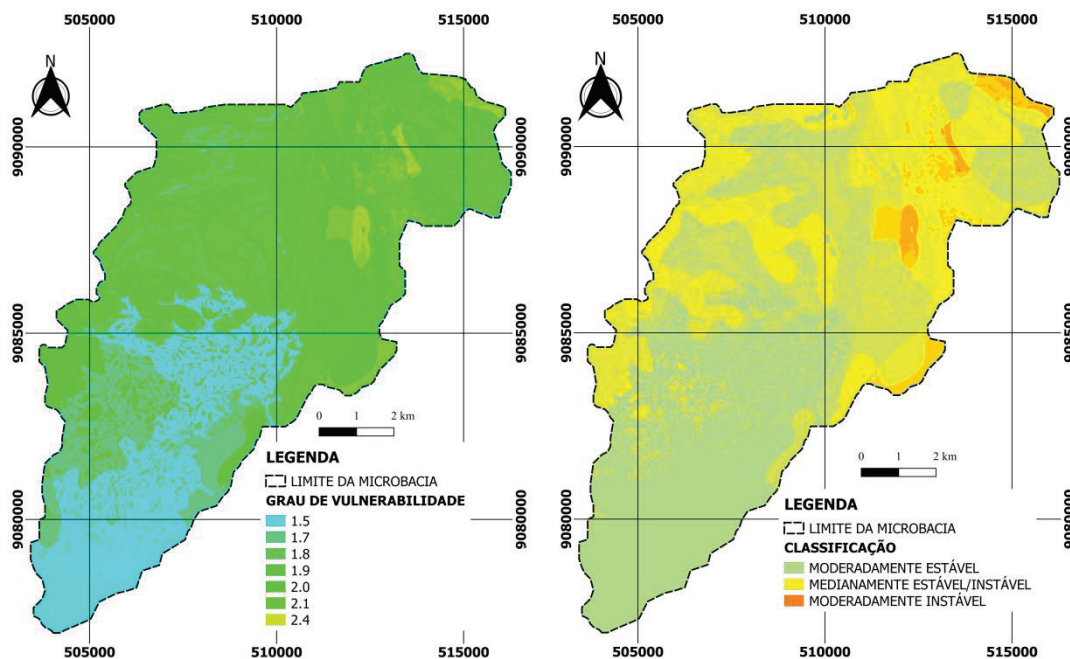 505000 510000 515000
N
9090000
9085000
9080000
0 1 2 km
LEGENDA
LIMITE DA MICROBACIA
GRAU DE VULNERABILIDADE
1.5
1.7
1.8
1.9
2.0
2.1
2.4
9090000
9085000
9080000
505000 510000 515000
505000 510000 515000
N
9090000
9085000
9080000
0 1 2 km
LEGENDA
LIMITE DA MICROBACIA
CLASSIFICAÇÃO
MODERADAMENTE ESTÁVEL
MEDIANAMENTE ESTÁVEL/INSTÁVEL
MODERADAMENTE INSTÁVEL
9090000
9085000
9080000
505000 510000 515000